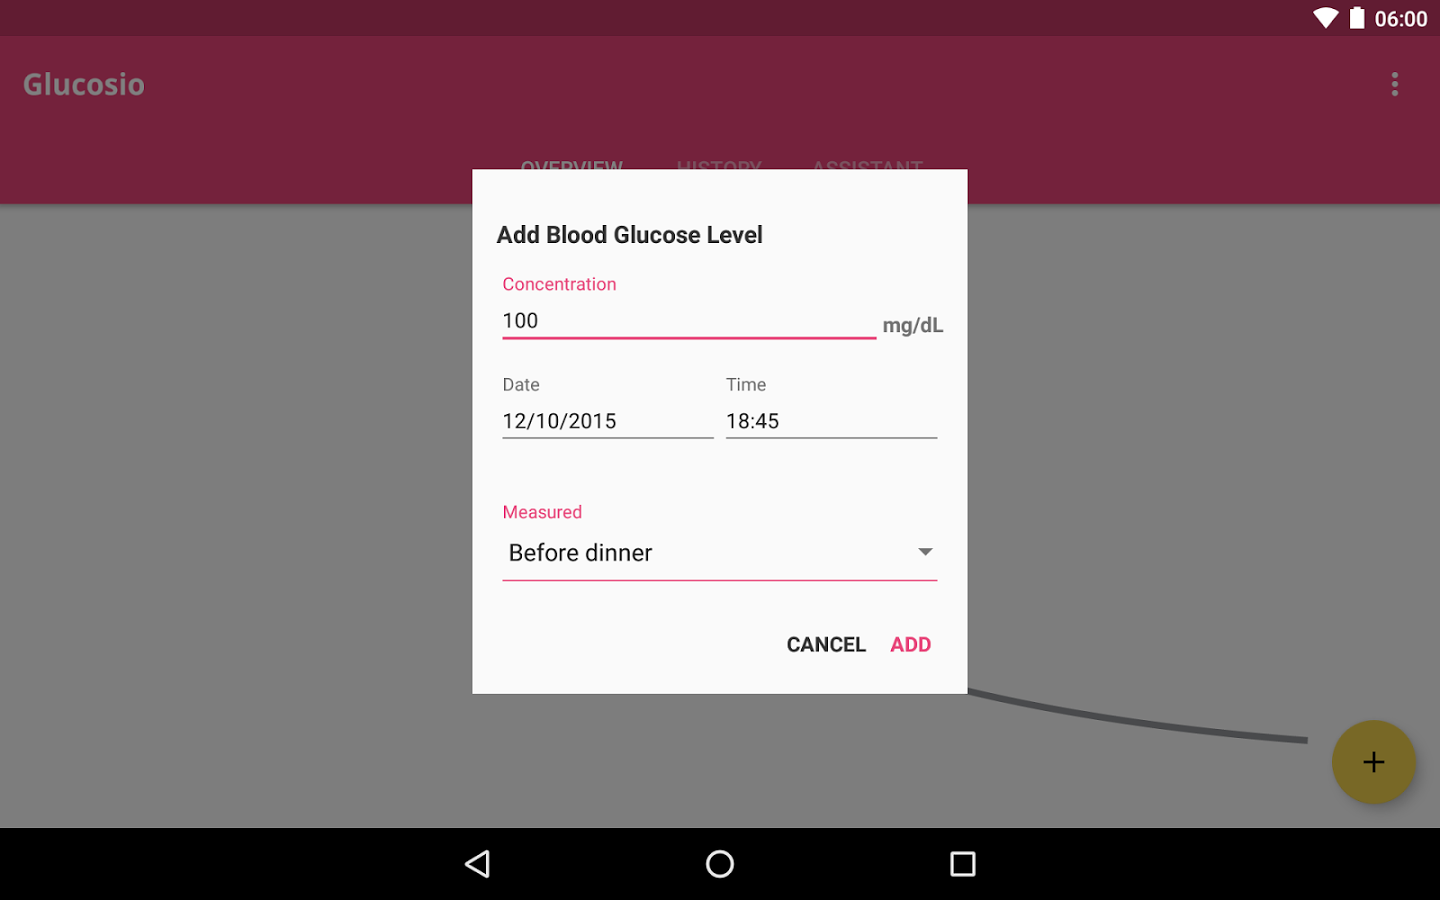 06:00
Glucosio
OVERVIEW HISTORY ASSISTANT
Add Blood Glucose Level
Concentration
100 mg/dL
Date Time
12/10/2015 18:45
Measured
Before dinner
CANCEL ADD